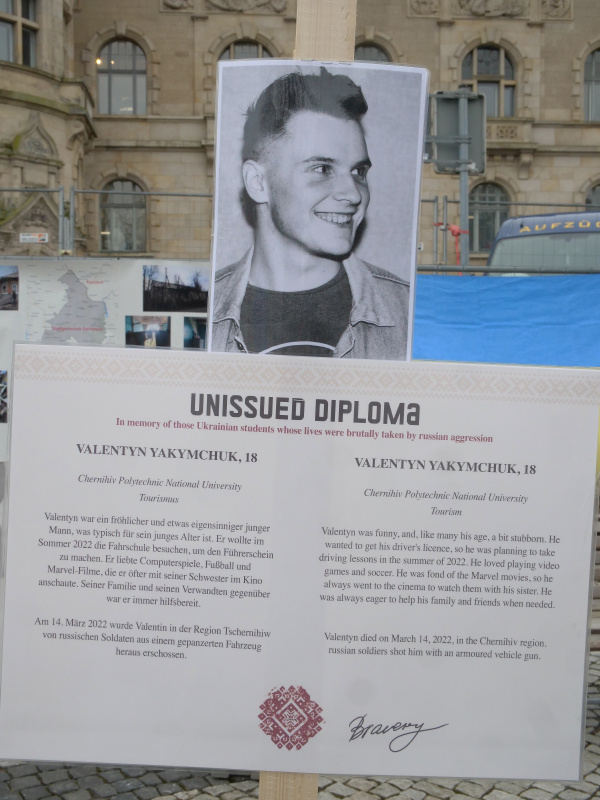 AUFZÜG
UNISSUED DIPLOMA
In memory of those Ukrainian students whose lives were brutally taken by russian aggression
VALENTYN YAKYMCHUK, 18
Chernihiv Polytechnic National University
Tourismus
Valentyn war ein fröhlicher und etwas eigensinniger junger
Mann, was typisch für sein junges Alter ist. Er wollte im
Sommer 2022 die Fahrschule besuchen, um den Führerschein
zu machen. Er liebte Computerspiele, Fußball und
Marvel-Filme, die er öfter mit seiner Schwester im Kino
anschaute. Seiner Familie und seinen Verwandten gegenüber
war er immer hilfsbereit.
Am 14. März 2022 wurde Valentin in der Region Tschernihiw
von russischen Soldaten aus einem gepanzerten Fahrzeug
heraus erschossen.
VALENTYN YAKYMCHUK, 18
Chernihiv Polytechnic National University
Tourism
Valentyn was funny, and, like many his age, a bit stubborn. He
wanted to get his driver's licence, so he was planning to take
driving lessons in the summer of 2022. He loved playing video
games and soccer. He was fond of the Marvel movies, so he
always went to the cinema to watch them with his sister. He
was always eager to help his family and friends when needed.
Valentyn died on March 14, 2022, in the Chernihiv region.
russian soldiers shot him with an armoured vehicle gun.
Bravery